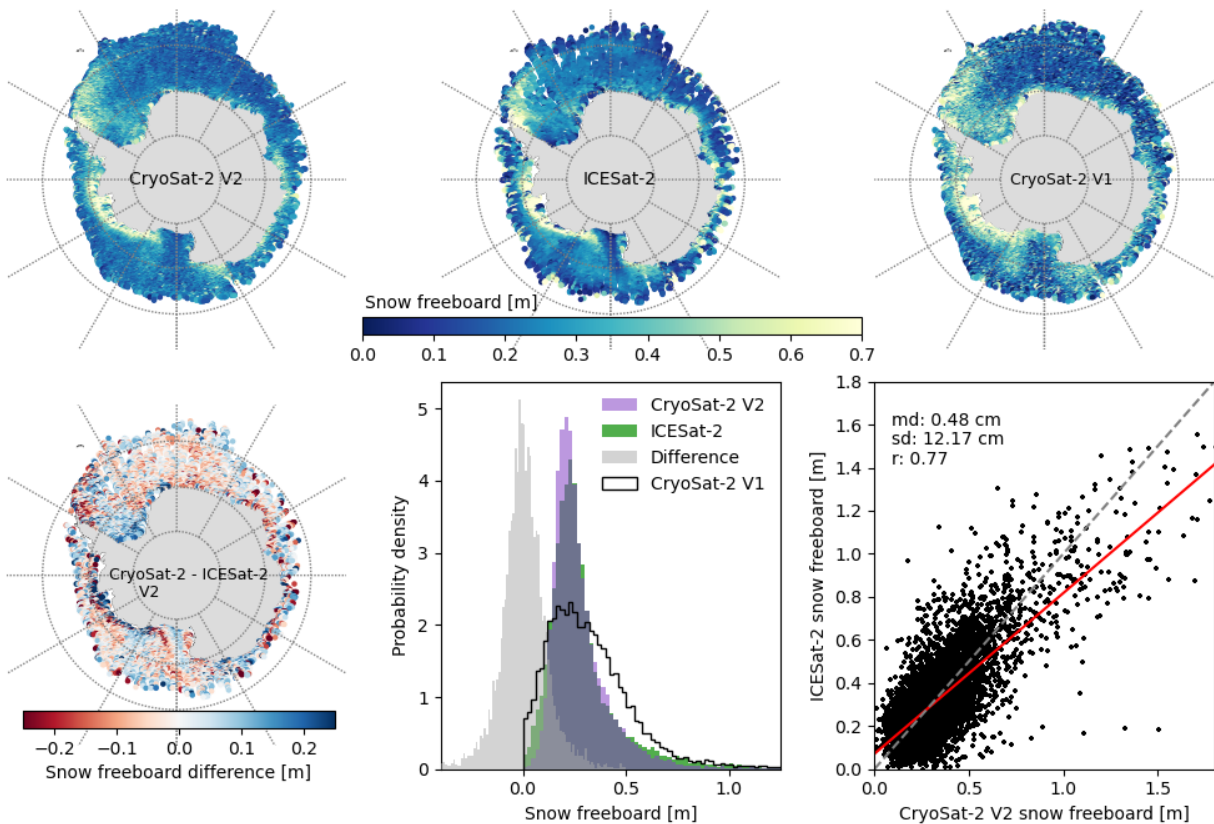 CryoSat-2 V2
ICESat-2
CryoSat-2 V1
Snow freeboard [m]
0.0 0.1 0.2 0.3 0.4 0.5 0.6 0.7
CryoSat-2 - ICESat-2
V2
−0.2 −0.1 0.0 0.1 0.2
Snow freeboard difference [m]
Probability density
5
4
3
2
1
0
CryoSat-2 V2
ICESat-2
Difference
CryoSat-2 V1
0.0 0.5 1.0
Snow freeboard [m]
ICESat-2 snow freeboard [m]
1.8
1.6
1.4
1.2
1.0
0.8
0.6
0.4
0.2
0.0
md: 0.48 cm
sd: 12.17 cm
r: 0.77
0.0 0.5 1.0 1.5
CryoSat-2 V2 snow freeboard [m]